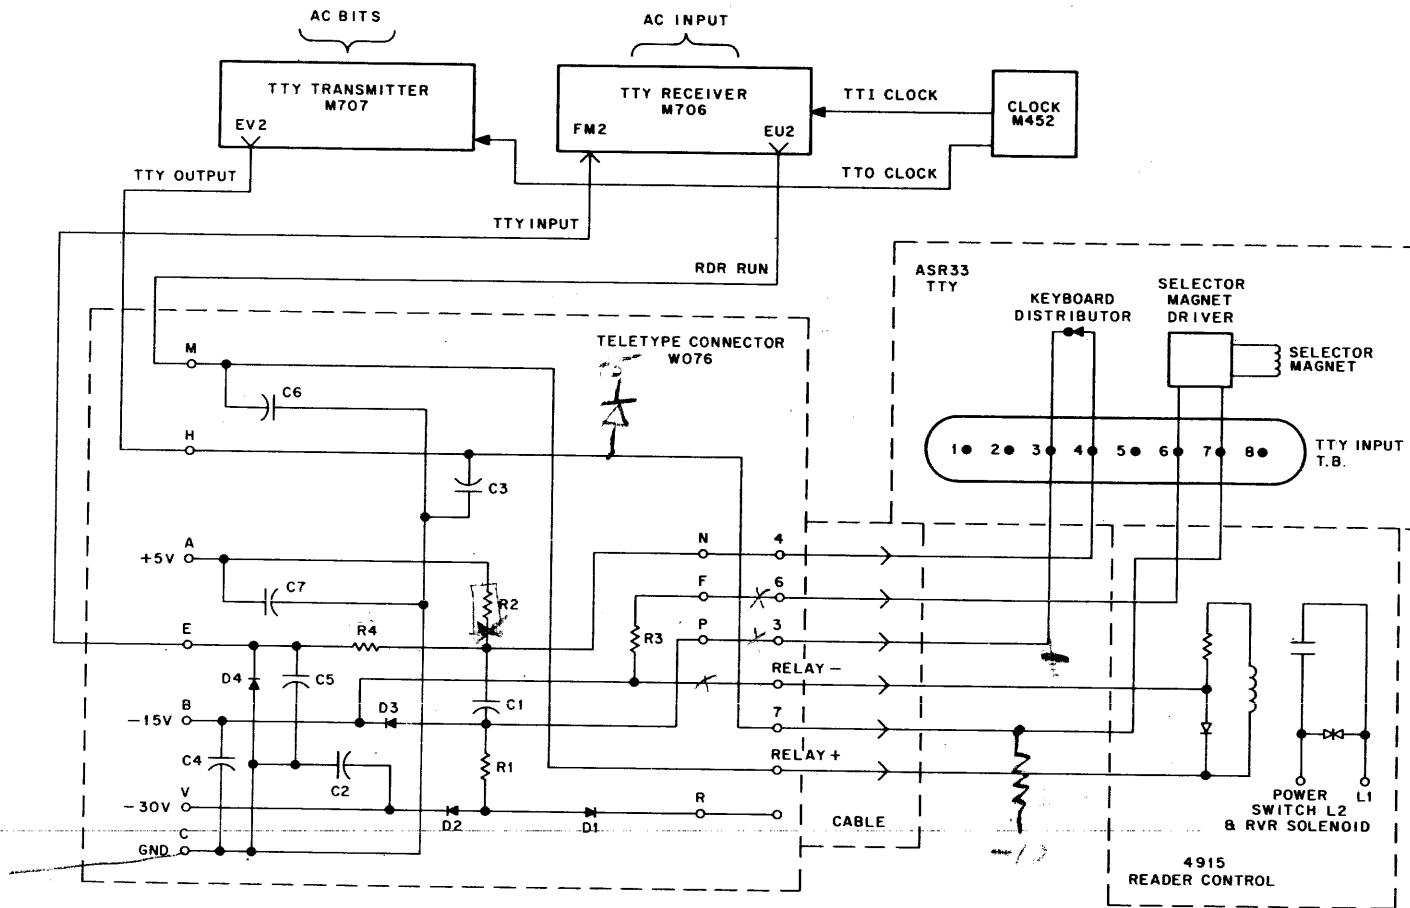 AC BITS
AC INPUT
TTY TRANSMITTER
M707
EV2
TTY RECEIVER
M706
FM2
EU2
CLOCK
M452
TTI CLOCK
TTO CLOCK
TTY OUTPUT
TTY INPUT
RDR RUN
ASR33
TTY
KEYBOARD
DISTRIBUTOR
SELECTOR
MAGNET
DRIVER
SELECTOR
MAGNET
TELETYPE CONNECTOR
W076
M
C6
H
C3
1 2 3 4 5 6 7 8
TTY INPUT
T.B.
A
+5V
C7
R2
N 4
F 6
P 3
R3
E
R4
D4
C5
C1
RELAY-
B
-15V
D3
7
C4
C2
R1
RELAY+
V
-30V
D2
D1
R
C
GND
CABLE
POWER
SWITCH L2
& RVR SOLENOID
L1
4915
READER CONTROL